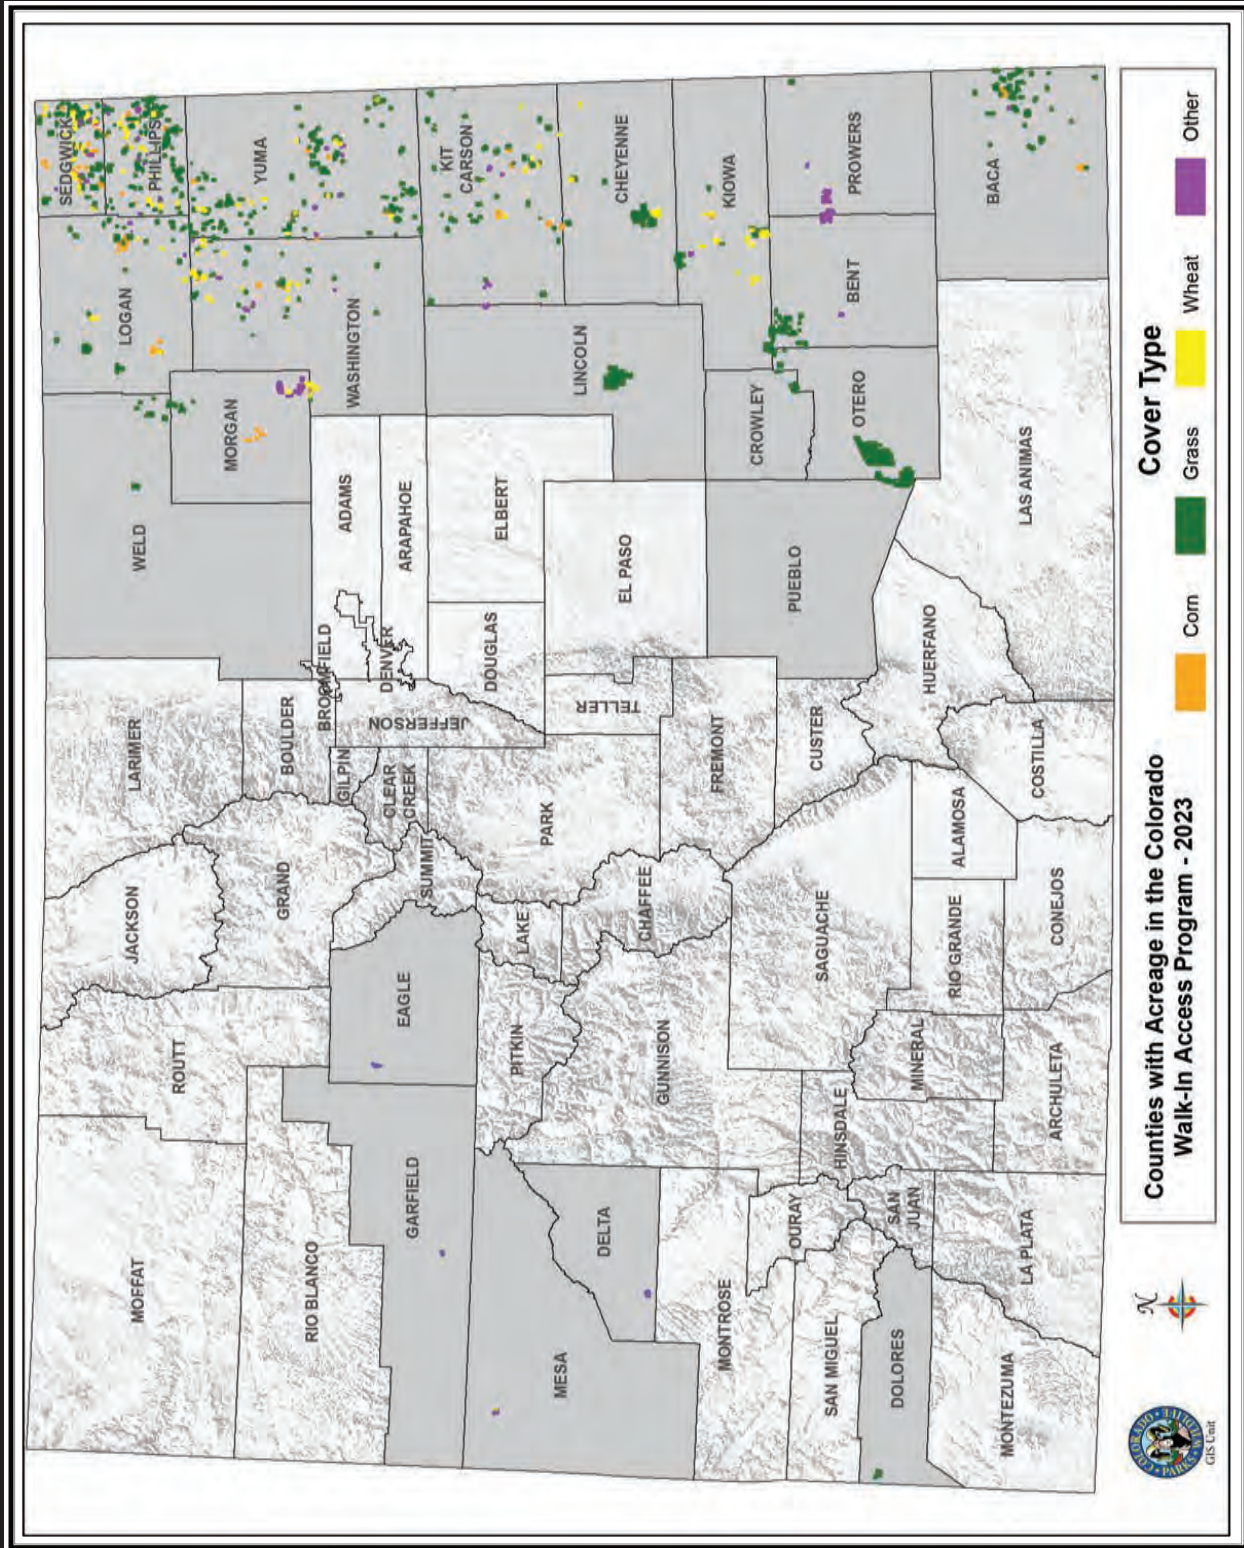 MOFFAT
ROUTT
JACKSON
LARIMER
WELD
LOGAN
SEDGWICK
PHILLIPS
RIO BLANCO
GRAND
BOULDER
BROOMFIELD
MORGAN
WASHINGTON
YUMA
GARFIELD
EAGLE
SUMMIT
GILPIN
CLEAR
CREEK
JEFFERSON
DENVER
ADAMS
ARAPAHOE
MESA
PITKIN
LAKE
PARK
DOUGLAS
ELBERT
LINCOLN
KIT
CARSON
DELTA
GUNNISON
CHAFFEE
TELLER
EL PASO
CHEYENNE
MONTROSE
OURAY
SAGUACHE
FREMONT
CUSTER
PUEBLO
CROWLEY
KIOWA
SAN MIGUEL
HINSDALE
DOLORES
SAN
JUAN
MINERAL
RIO GRANDE
ALAMOSA
HUERFANO
OTERO
BENT
PROWERS
MONTEZUMA
LA PLATA
ARCHULETA
CONEJOS
COSTILLA
LAS ANIMAS
BACA
COLORADO
PARKS • WILDLIFE
GIS Unit
N
Counties with Acreage in the Colorado
Walk-In Access Program - 2023
Cover Type
Corn
Grass
Wheat
Other